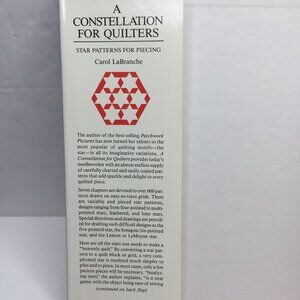 A
CONSTELLATION
FOR QUILTERS
STAR PATTERNS FOR PIECING
Carol LaBranche
The author of the best-selling Patchwork
Pictures has now turned her talents to the
most popular of quilting motifs—the
star—in all its imaginative variations. A
Constellation for Quilters provides today's
needleworker with an almost endless supply
of carefully charted and easily copied pat-
terns that add sparkle and delight to every
quilted piece.
Seven chapters are devoted to over 600 pat-
terns drawn on easy-to-trace grids. There
are variable and pieced star patterns,
designs ranging from four-pointed to multi-
pointed stars, feathered, and lone stars.
Special directions and drawings are provid-
ed for drafting such difficult designs as the
five-pointed star, the hexagon/six-pointed
star, and the Lemon or LeMoyne star.
Here are all the stars one needs to make a
"heavenly quilt." By converting a star pat-
tern to a quilt block or grid, a very com-
plicated star is rendered much simpler to
plan and to piece. In most cases, only a few
pattern pieces will be necessary. "Analyz-
ing stars," the author explains, "is a neat
game, with the object being ease of sewing
(continued on back flap)